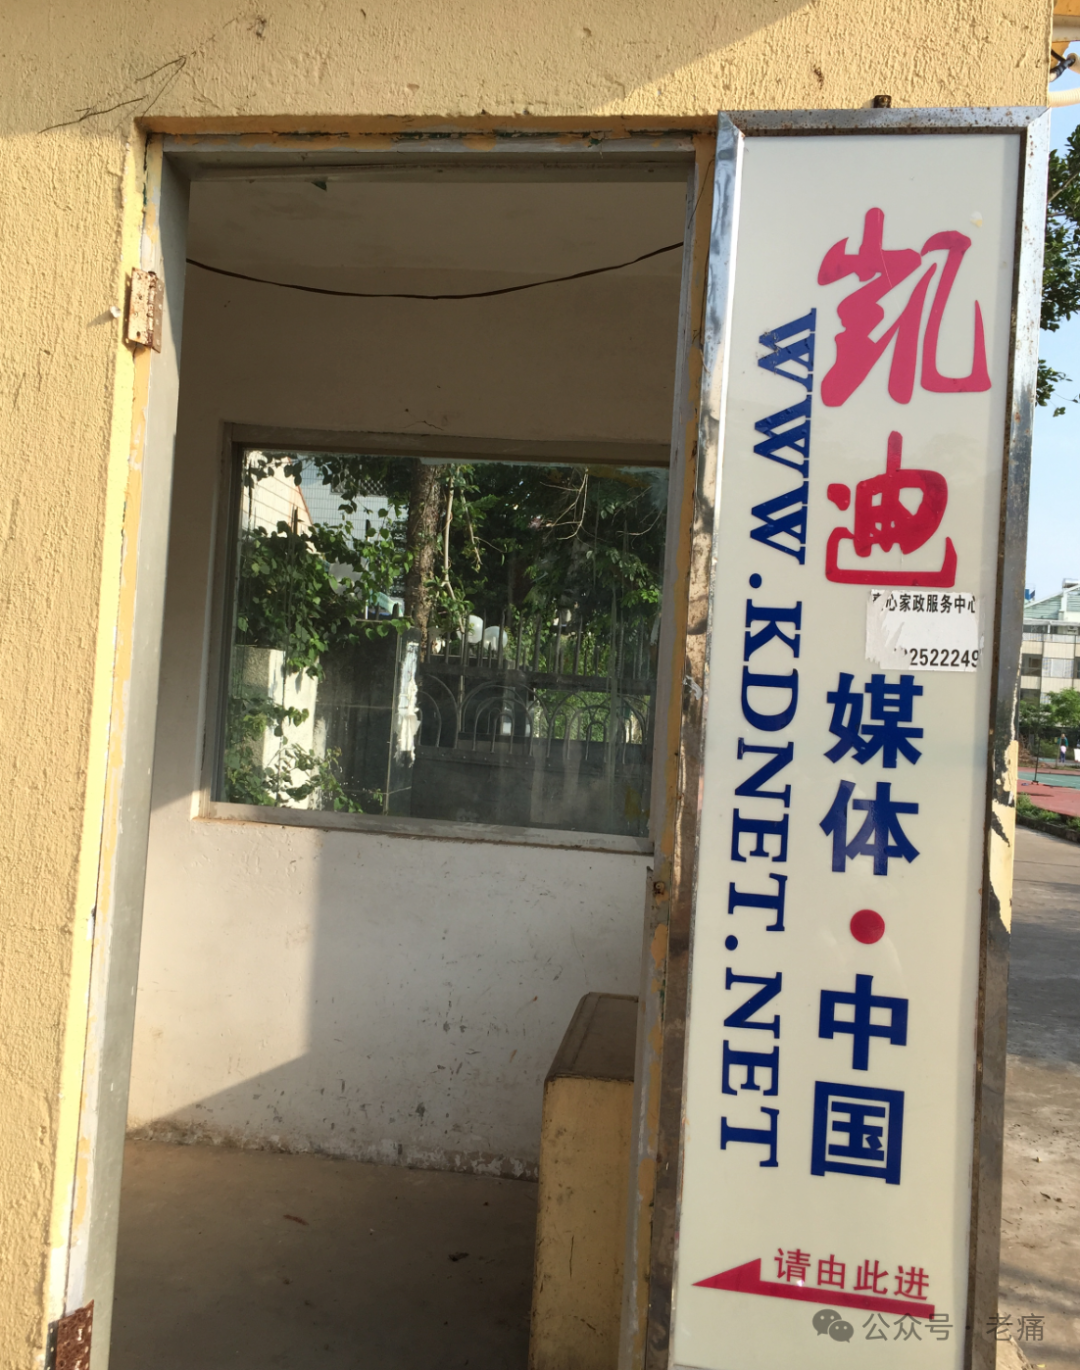 凯迪
媒体·中国
WWW.KDNET.NET
心家政服务中心
2522249
请由此进
公众号·老痛